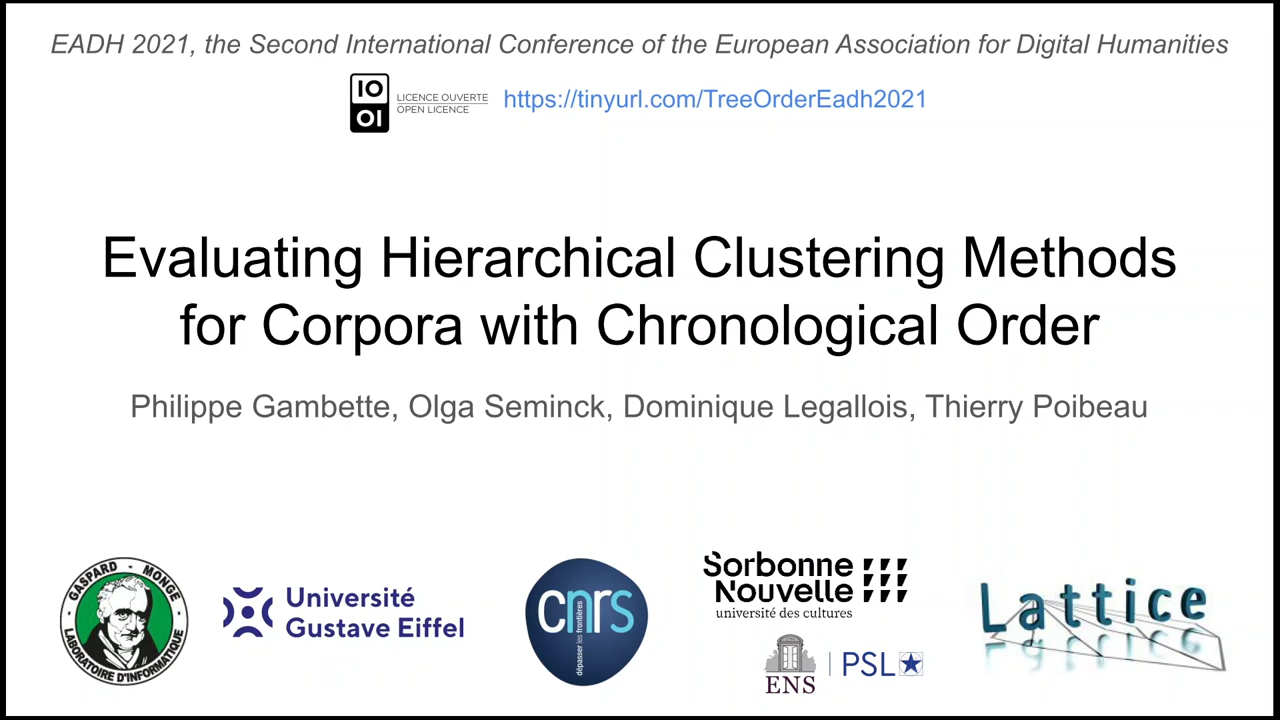 EADH 2021, the Second International Conference of the European Association for Digital Humanities
IO
OI
LICENCE OUVERTE
OPEN LICENCE
https://tinyurl.com/TreeOrderEadh2021
Evaluating Hierarchical Clustering Methods
for Corpora with Chronological Order
Philippe Gambette, Olga Seminck, Dominique Legallois, Thierry Poibeau
GASPARD - MONGE
LABORATOIRE D'INFORMATIQUE
Université
Gustave Eiffel
cnrs
dépasser les frontières
Sorbonne
Nouvelle
université des cultures
ENS
PSL
Lattice